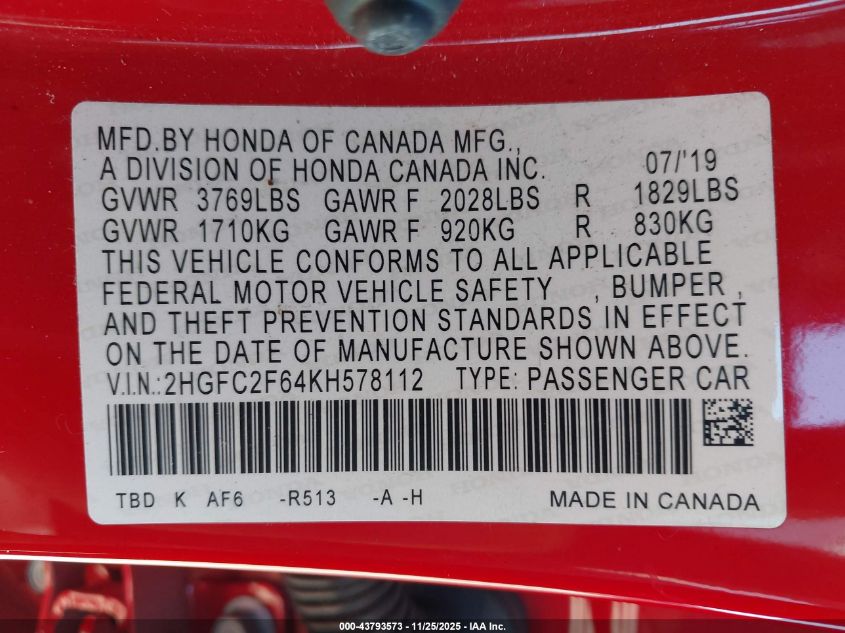 MFD.BY HONDA OF CANADA MFG.,
A DIVISION OF HONDA CANADA INC. 07/'19
GVWR 3769LBS GAWR F 2028LBS R 1829LBS
GVWR 1710KG GAWR F 920KG R 830KG
THIS VEHICLE CONFORMS TO ALL APPLICABLE
FEDERAL MOTOR VEHICLE SAFETY , BUMPER ,
AND THEFT PREVENTION STANDARDS IN EFFECT
ON THE DATE OF MANUFACTURE SHOWN ABOVE.
V.I.N.:2HGFC2F64KH578112 TYPE: PASSENGER CAR
TBD K AF6 -R513 -A -H MADE IN CANADA
000-43793573 - 11/25/2025 - IAA Inc.